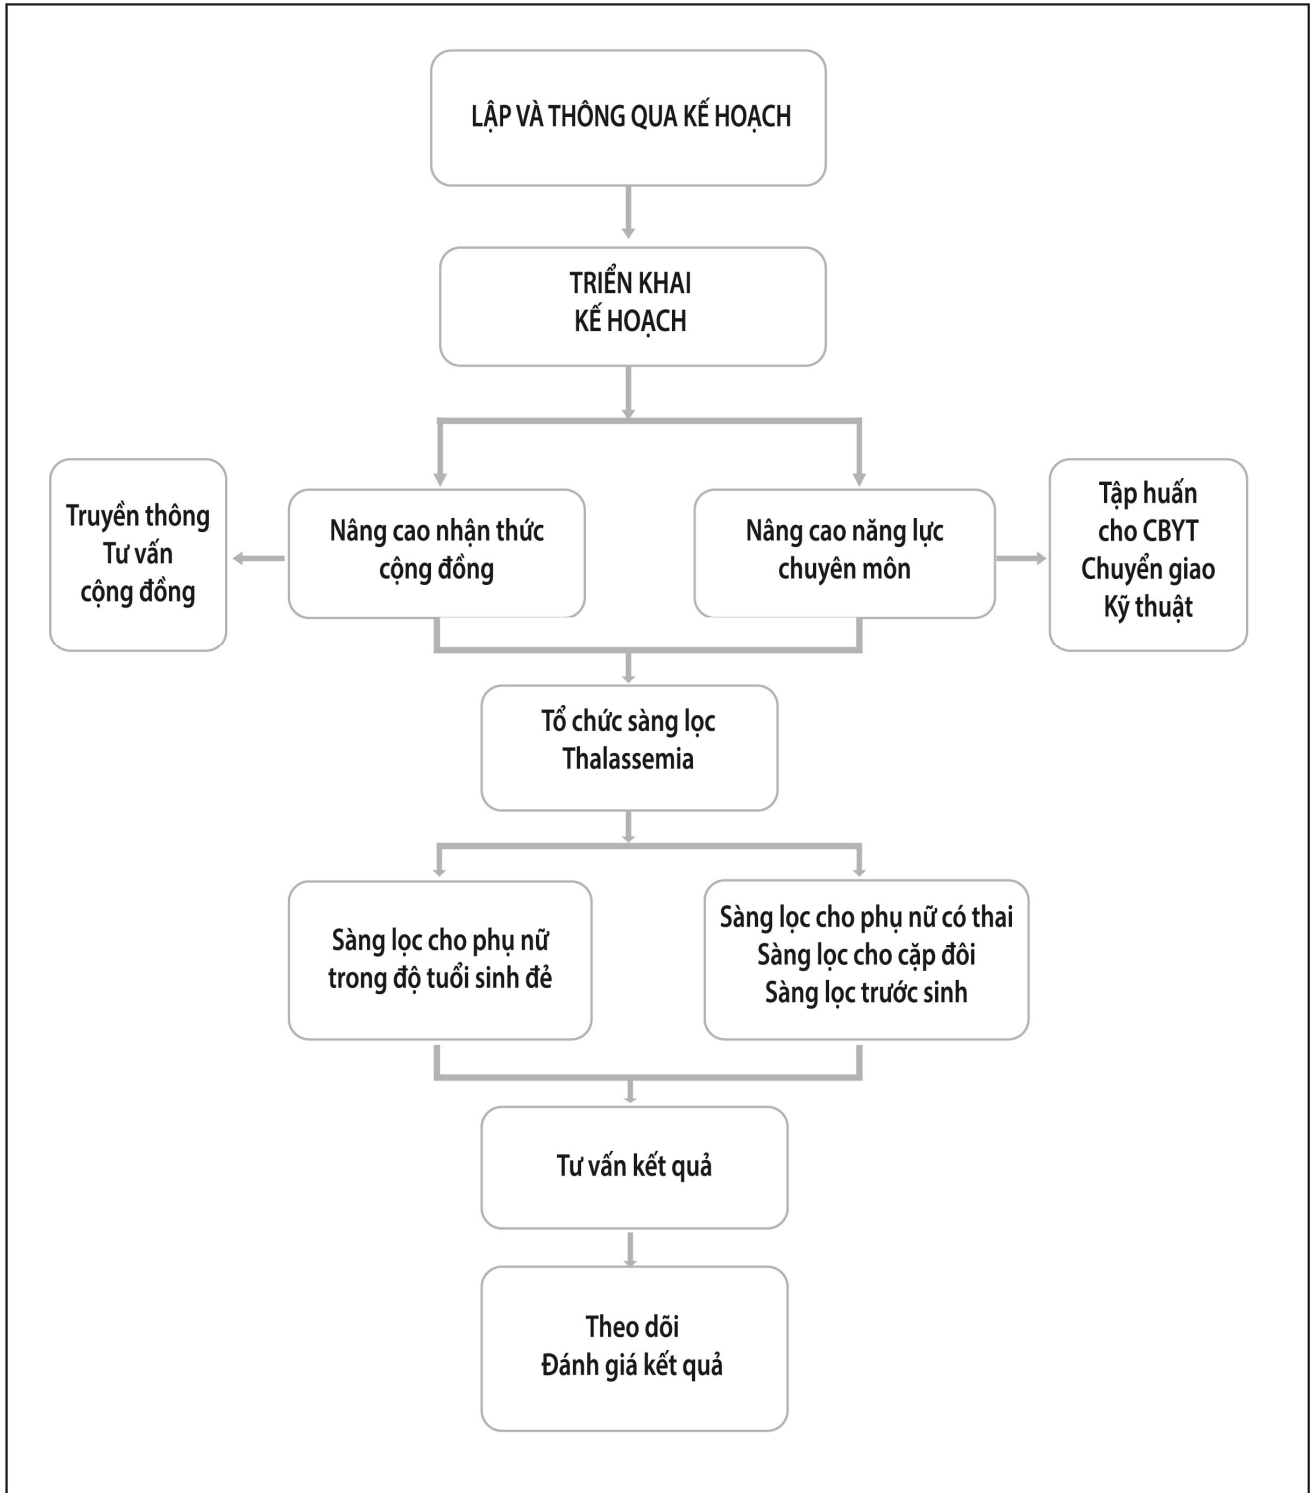 LẬP VÀ THÔNG QUA KẾ HOẠCH
TRIỂN KHAI
KẾ HOẠCH
Truyền thông
Tư vấn
cộng đồng
Nâng cao nhận thức
cộng đồng
Nâng cao năng lực
chuyên môn
Tập huấn
cho CBYT
Chuyển giao
Kỹ thuật
Tổ chức sàng lọc
Thalassemia
Sàng lọc cho phụ nữ
trong độ tuổi sinh đẻ
Sàng lọc cho phụ nữ có thai
Sàng lọc cho cặp đôi
Sàng lọc trước sinh
Tư vấn kết quả
Theo dõi
Đánh giá kết quả